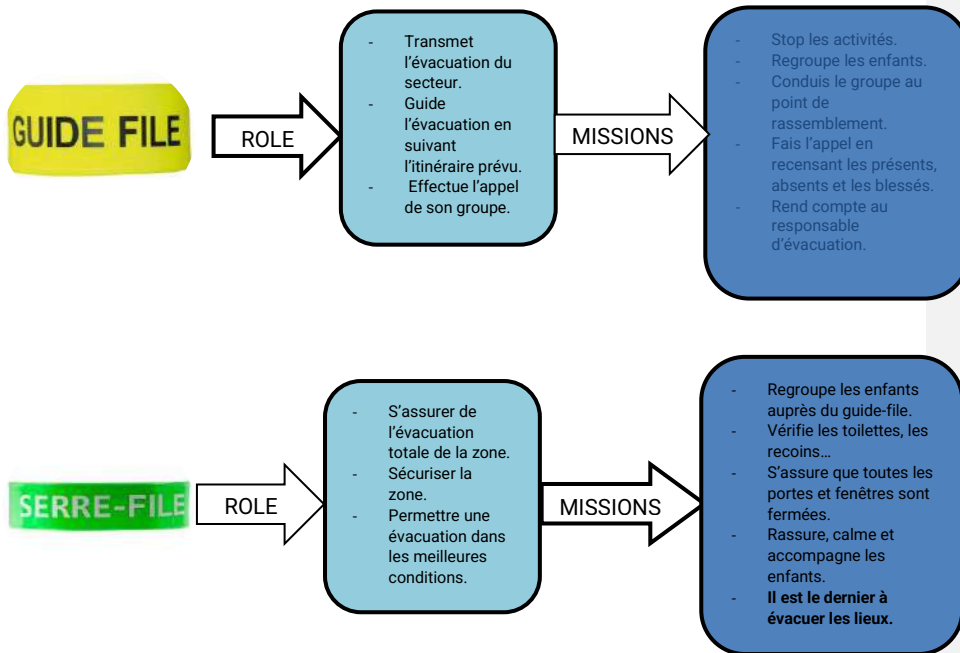 GUIDE FILE
ROLE
- Transmet
l'évacuation du
secteur.
- Guide
l'évacuation en
suivant
l'itinéraire prévu.
- Effectue l'appel
de son groupe.
MISSIONS
- Stop les activités.
- Regroupe les enfants.
- Conduis le groupe au
point de
rassemblement.
- Fais l'appel en
recensant les présents,
absents et les blessés.
- Rend compte au
responsable
d'évacuation.
SERRE-FILE
ROLE
- S'assurer de
l'évacuation
totale de la zone.
- Sécuriser la
zone.
- Permettre une
évacuation dans
les meilleures
conditions.
MISSIONS
- Regroupe les enfants
auprès du guide-file.
- Vérifie les toilettes, les
recoins…
- S'assure que toutes les
portes et fenêtres sont
fermées.
- Rassure, calme et
accompagne les
enfants.
- Il est le dernier à
évacuer les lieux.